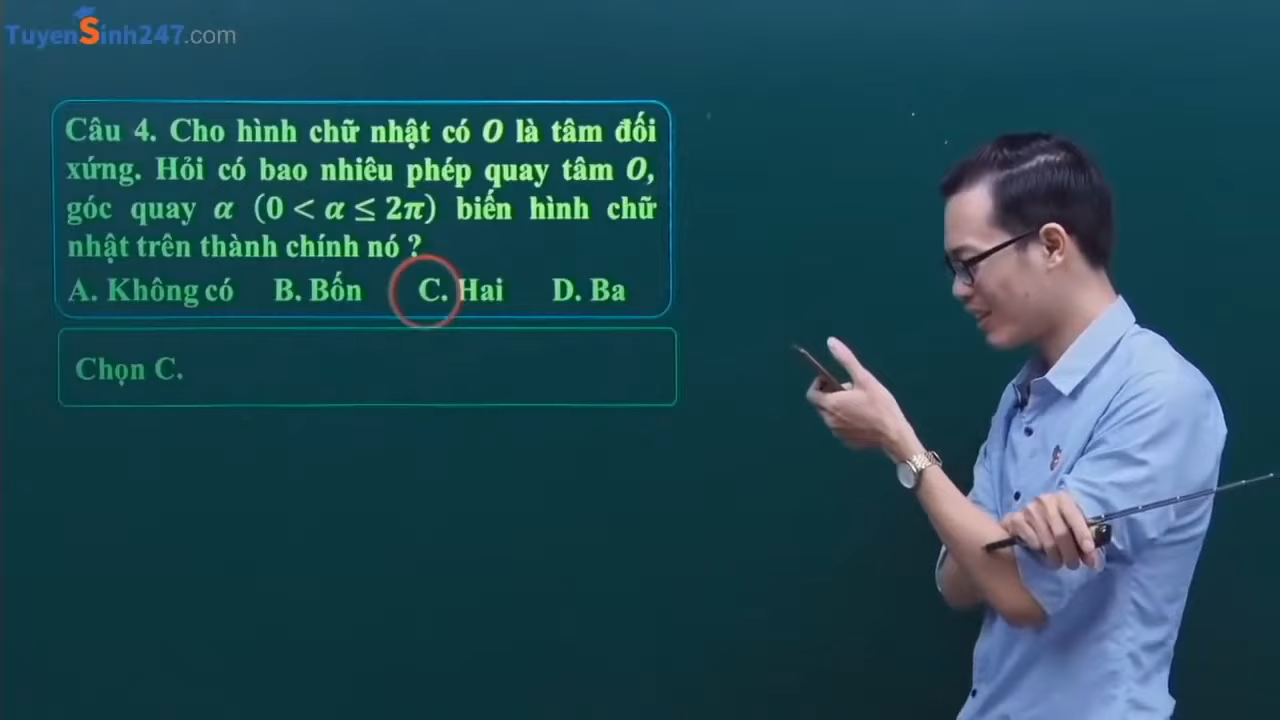 TuyenSinh247.com
Câu 4. Cho hình chữ nhật có O là tâm đối
xứng. Hỏi có bao nhiêu phép quay tâm O,
góc quay α (0 < α ≤ 2π) biến hình chữ
nhật trên thành chính nó ?
A. Không có B. Bốn C. Hai D. Ba
Chọn C.